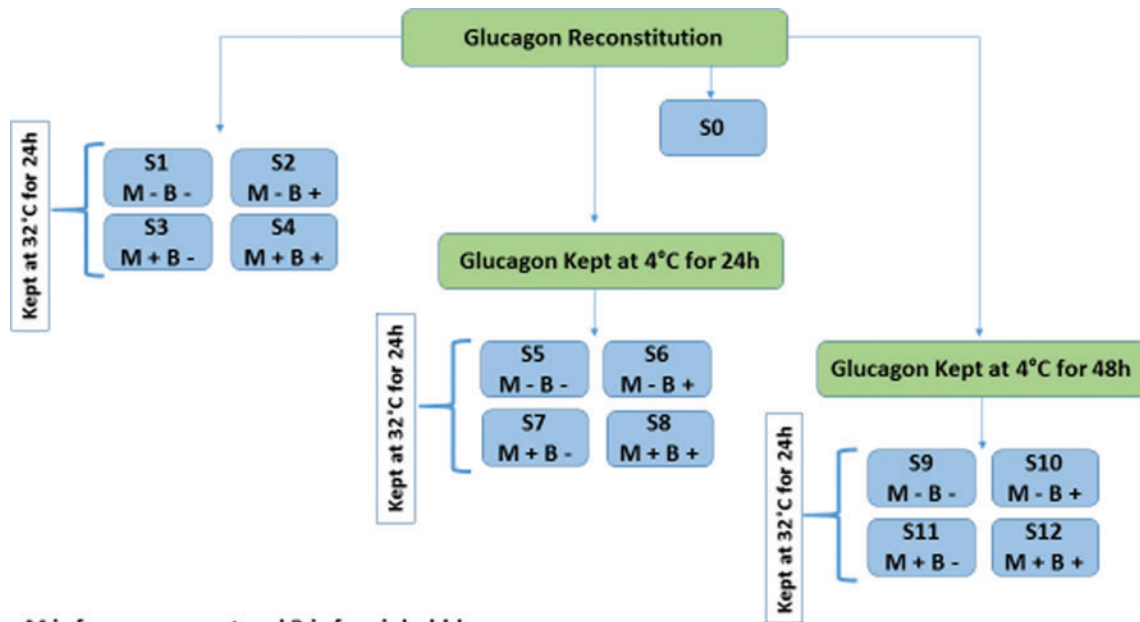 Glucagon Reconstitution
S0
Kept at 32°C for 24h
S1
M - B -
S2
M - B +
S3
M + B -
S4
M + B +
Glucagon Kept at 4°C for 24h
Kept at 32°C for 24h
S5
M - B -
S6
M - B +
S7
M + B -
S8
M + B +
Glucagon Kept at 4°C for 48h
Kept at 32°C for 24h
S9
M - B -
S10
M - B +
S11
M + B -
S12
M + B +